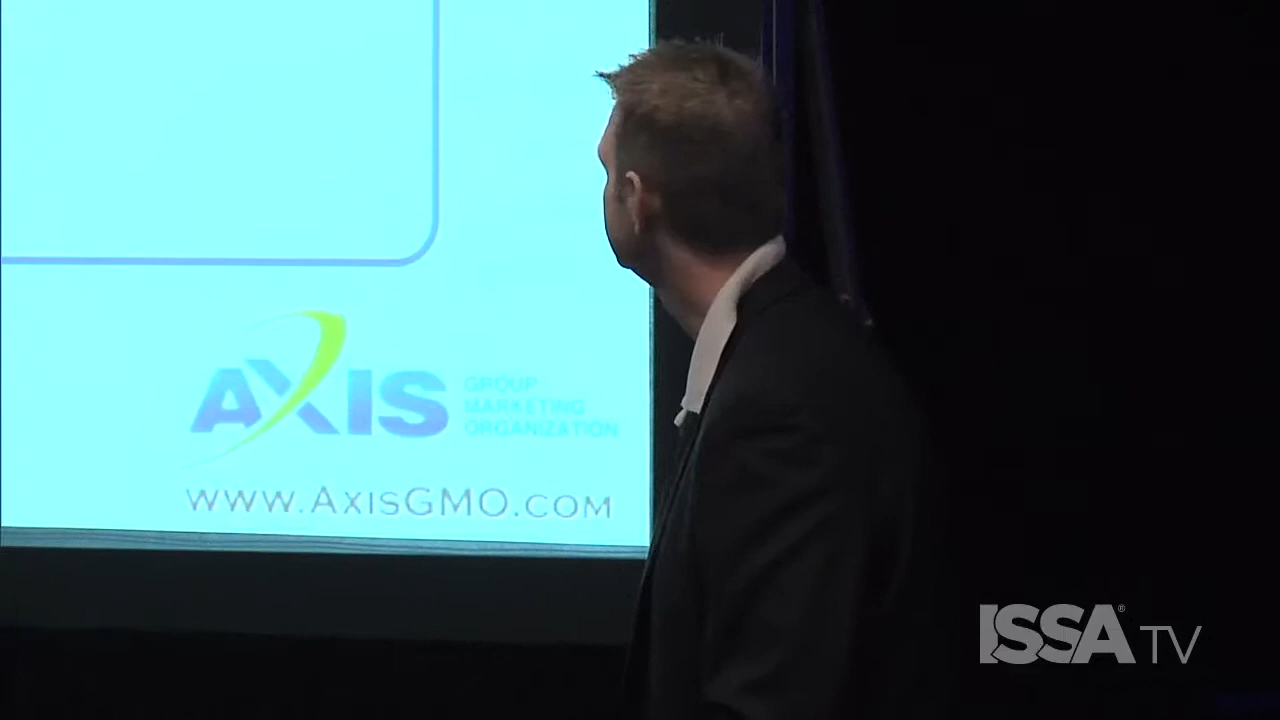 AXIS
GROUP
MARKETING
ORGANIZATION
www.AxisGMO.com
ISSA® TV